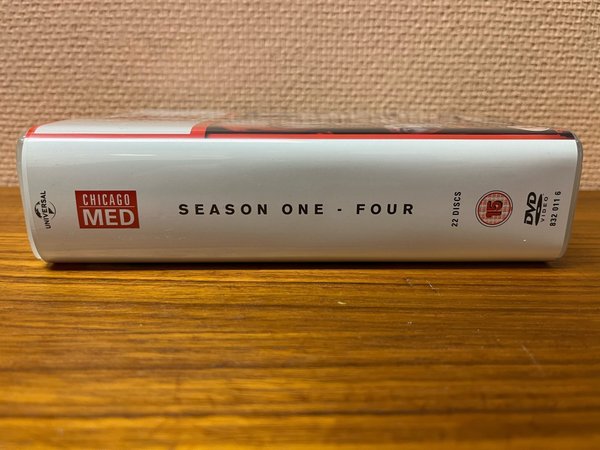 UNIVERSAL
CHICAGO
MED
SEASON ONE - FOUR
22 DISCS
15
DVD
VIDEO
832 011 6